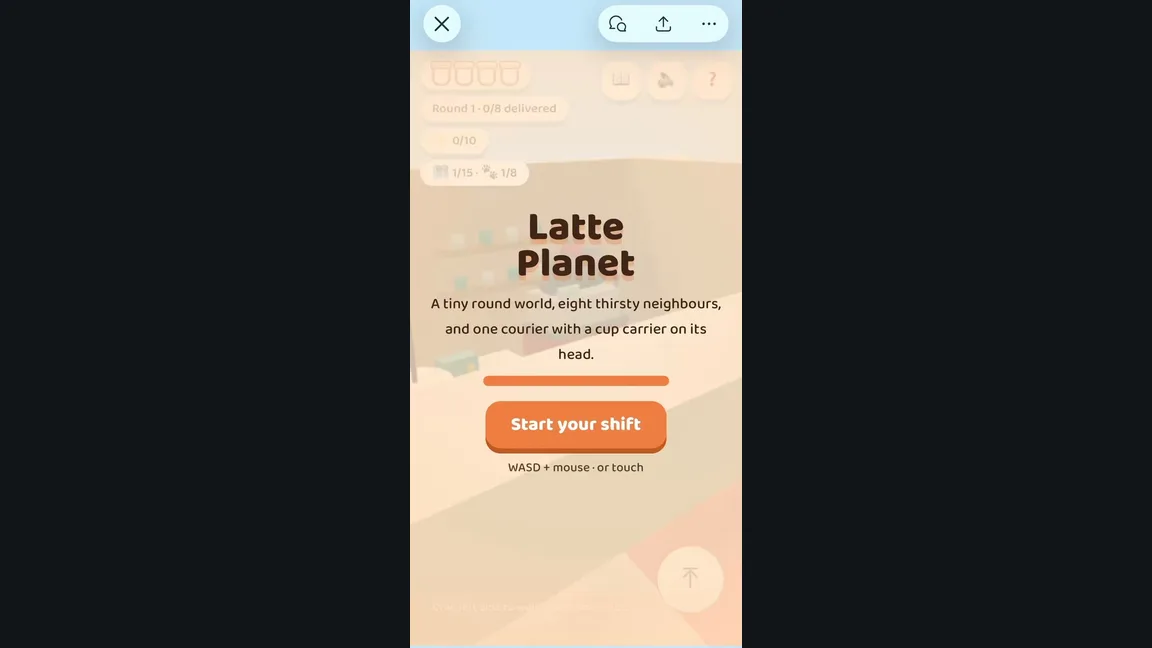 Round 1 · 0/8 delivered
?
0/10
1/15 · 1/8
Latte
Planet
A tiny round world, eight thirsty neighbours,
and one courier with a cup carrier on its
head.
Start your shift
WASD + mouse · or touch